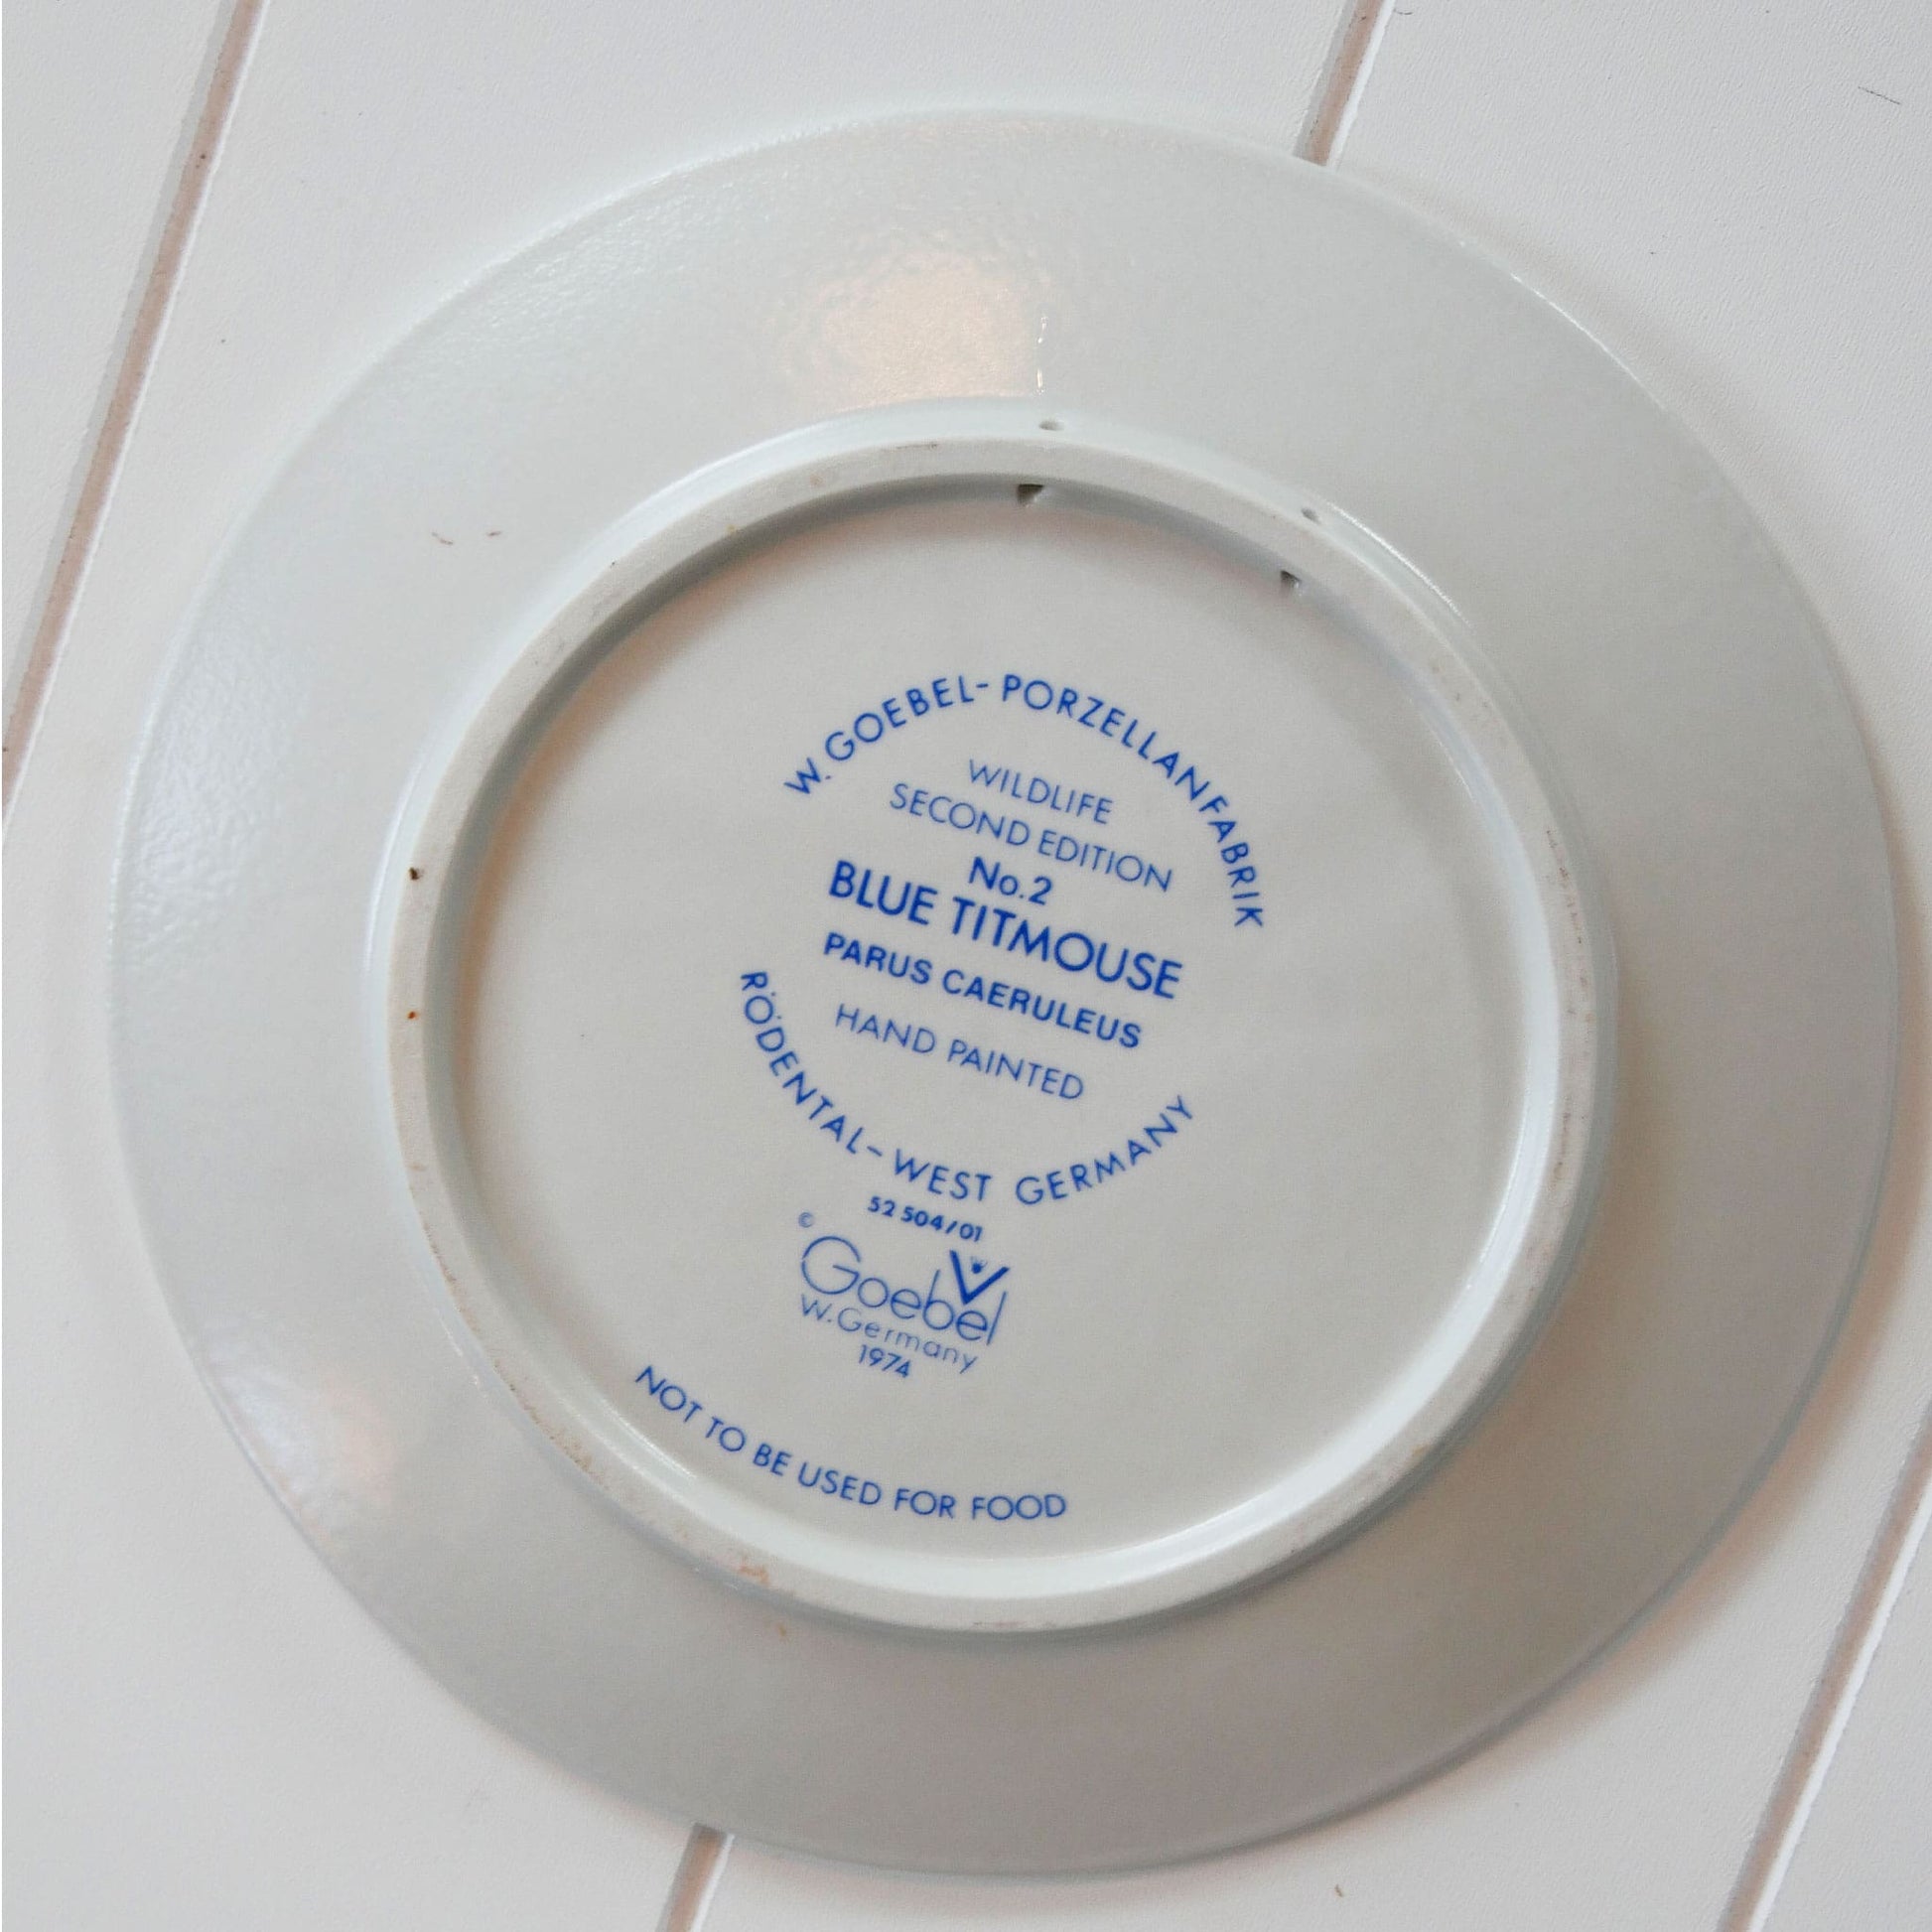 W. GOEBEL-PORZELLANFABRIK
WILDLIFE
SECOND EDITION
No.2
BLUE TITMOUSE
PARUS CAERULEUS
HAND PAINTED
RÖDENTAL-WEST GERMANY
52 504/01
© Goebel
W.Germany
1974
NOT TO BE USED FOR FOOD